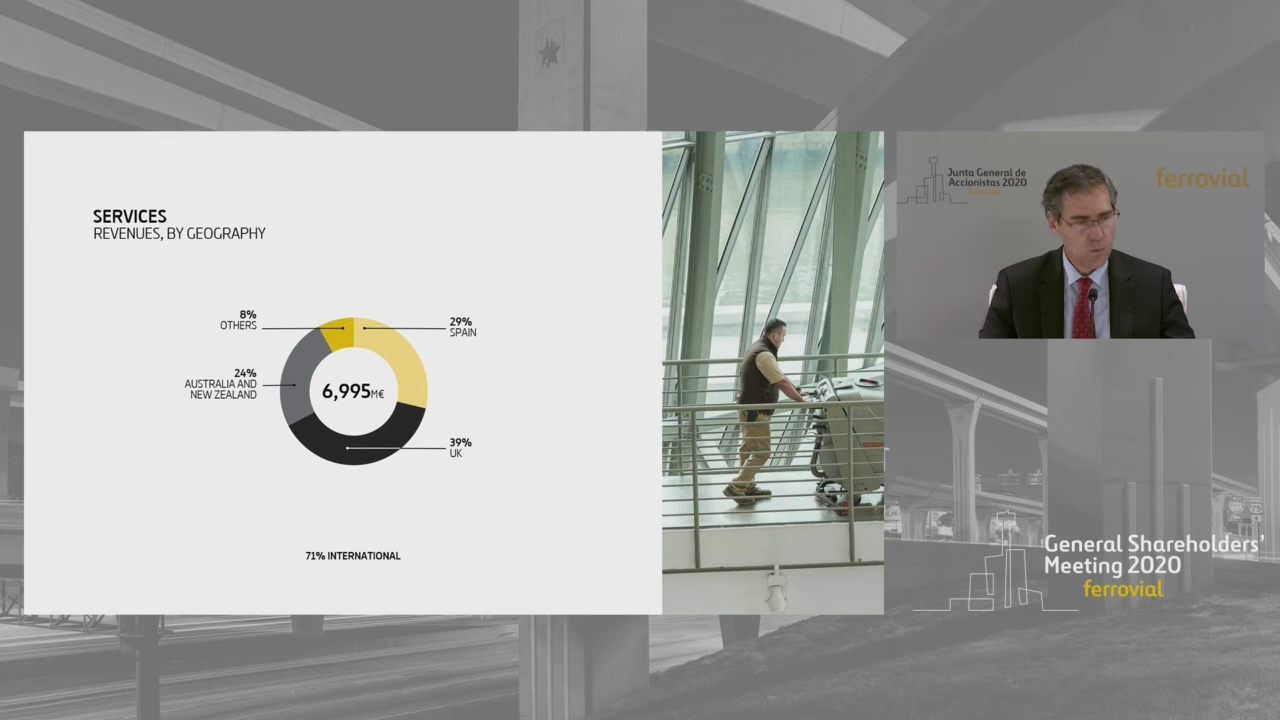 SERVICES
REVENUES, BY GEOGRAPHY
8%
OTHERS
29%
SPAIN
24%
AUSTRALIA AND
NEW ZEALAND
6,995M€
39%
UK
71% INTERNATIONAL
Junta General de
Accionistas 2020
ferrovial
ferrovial
General Shareholders'
Meeting 2020
ferrovial